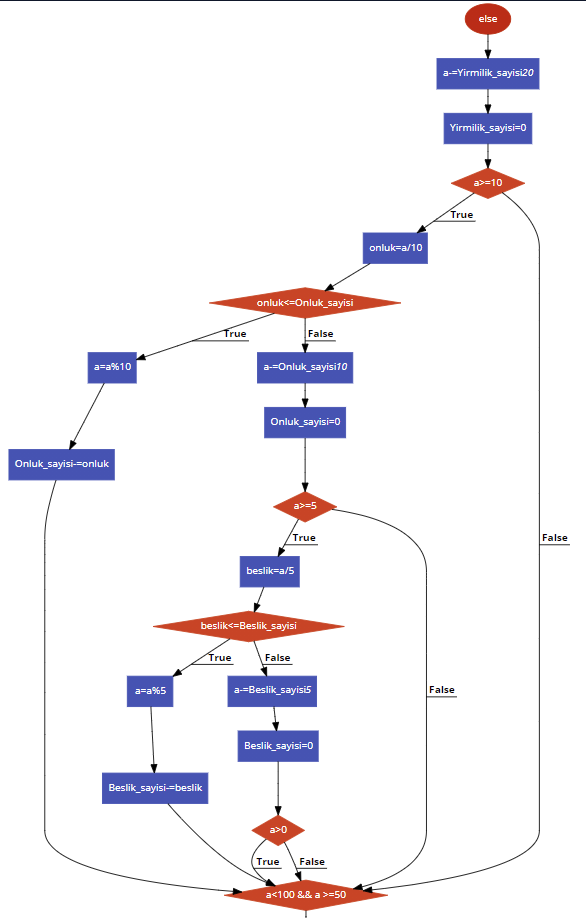 else
a-=Yirmilik_sayisi20
Yirmilik_sayisi=0
a>=10
True
onluk=a/10
onluk<=Onluk_sayisi
True
False
a=a%10
a-=Onluk_sayisi10
Onluk_sayisi=0
Onluk_sayisi-=onluk
a>=5
True
False
beslik=a/5
beslik<=Beslik_sayisi
True
False
a=a%5
a-=Beslik_sayisi5
False
Beslik_sayisi=0
Beslik_sayisi-=beslik
a>0
True
False
a<100 && a >=50